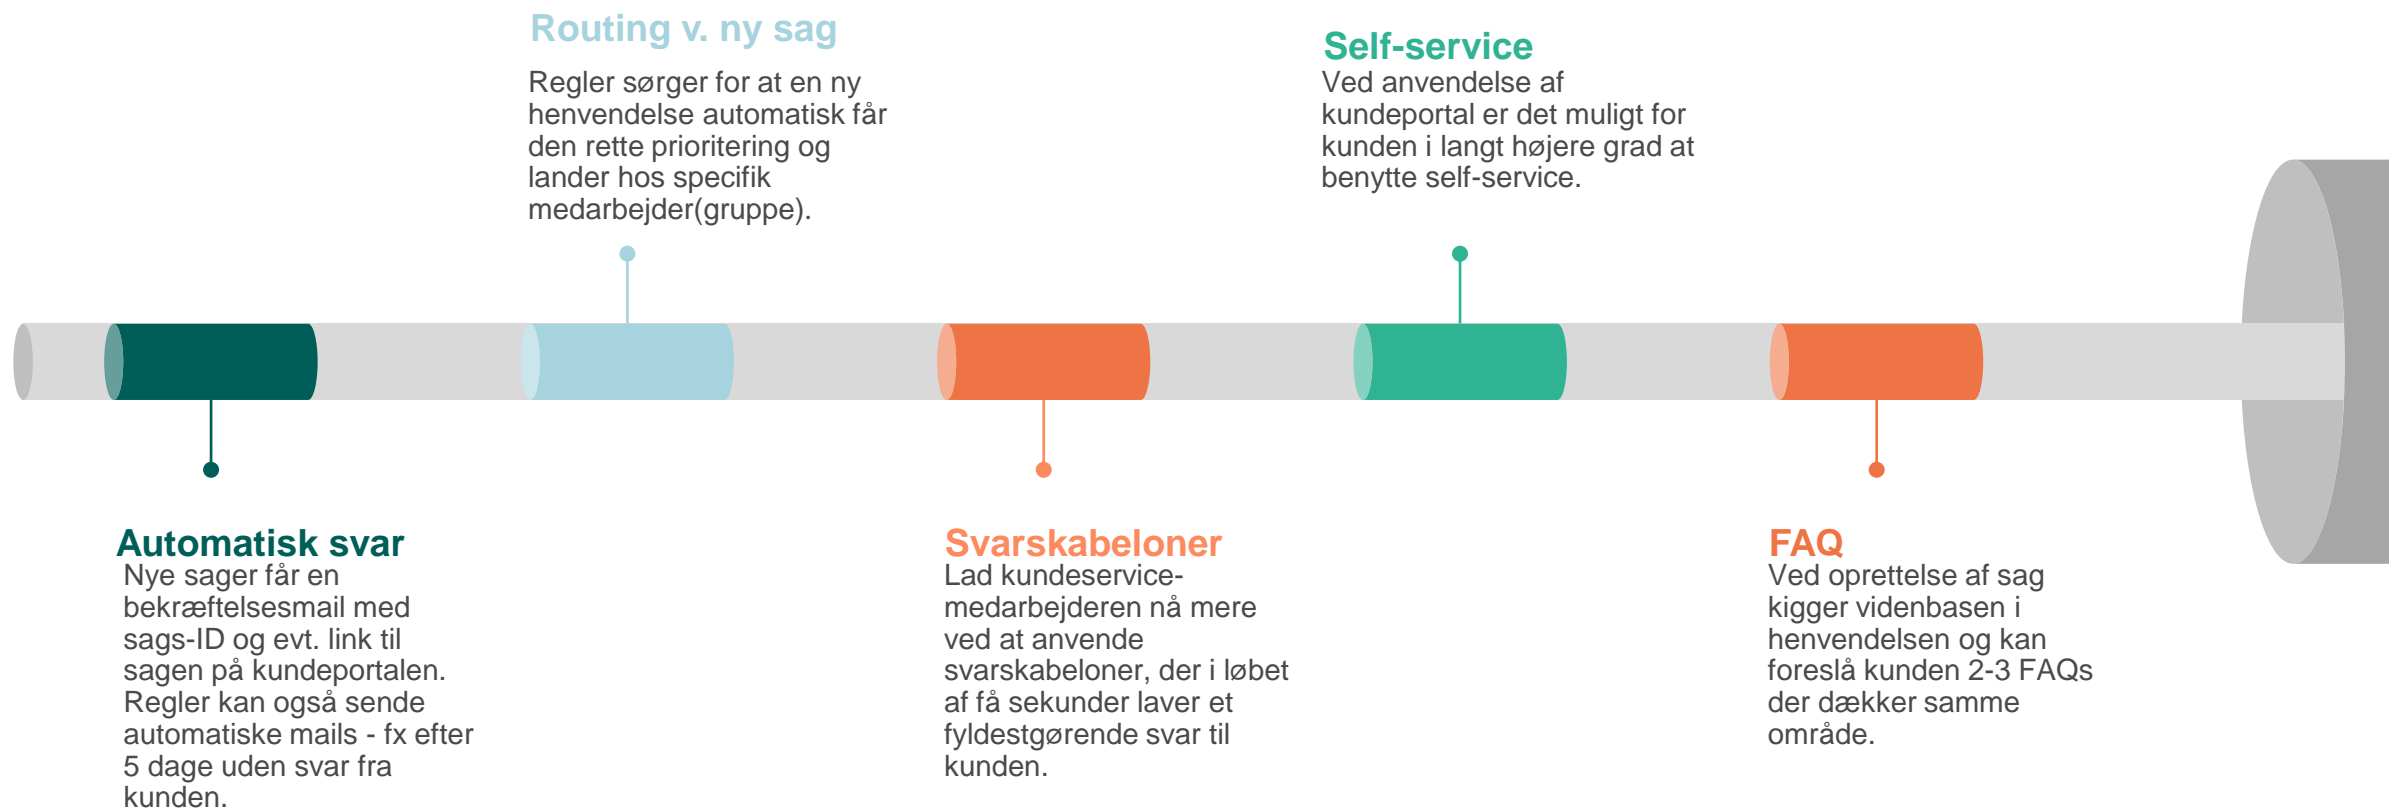 Routing v. ny sag
Regler sørger for at en ny
henvendelse automatisk får
den rette prioritering og
lander hos specifik
medarbejder(gruppe).
Self-service
Ved anvendelse af
kundeportal er det muligt for
kunden i langt højere grad at
benytte self-service.
Automatisk svar
Nye sager får en
bekræftelsesmail med
sags-ID og evt. link til
sagen på kundeportalen.
Regler kan også sende
automatiske mails - fx efter
5 dage uden svar fra
kunden.
Svarskabeloner
Lad kundeservice-
medarbejderen nå mere
ved at anvende
svarskabeloner, der i løbet
af få sekunder laver et
fyldestgørende svar til
kunden.
FAQ
Ved oprettelse af sag
kigger videnbasen i
henvendelsen og kan
foreslå kunden 2-3 FAQs
der dækker samme
område.